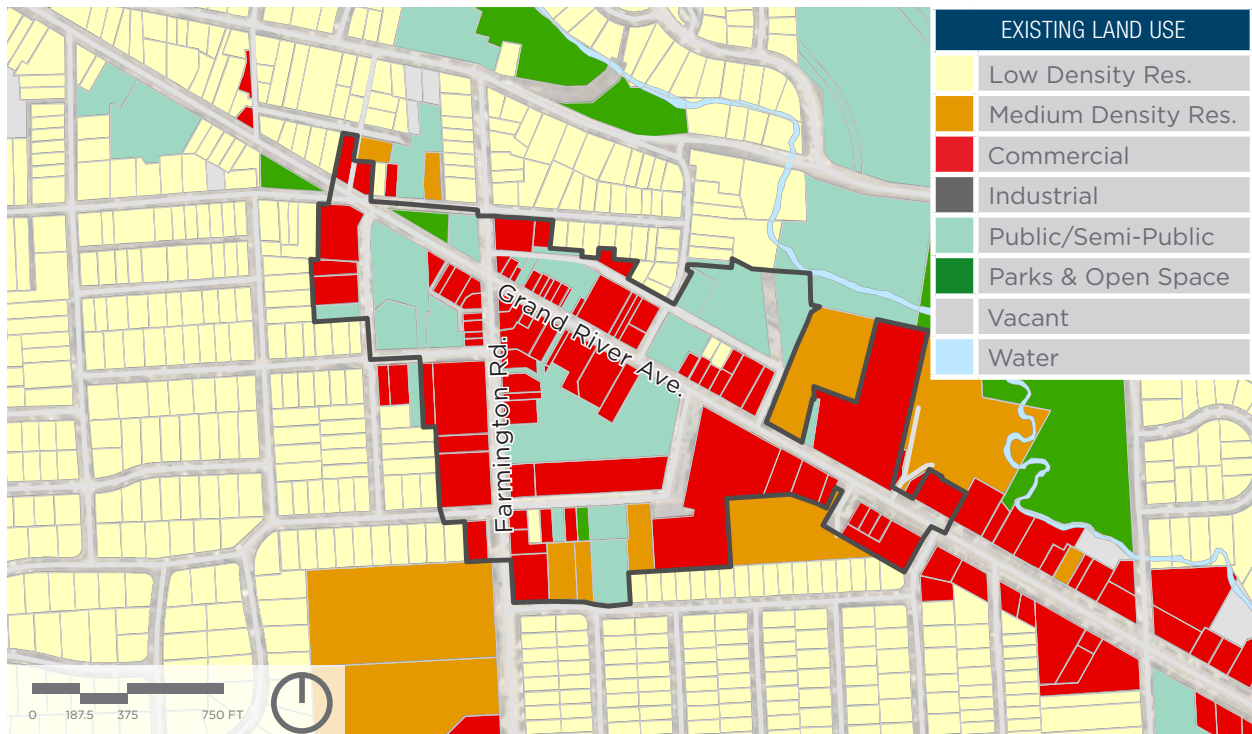 EXISTING LAND USE
Low Density Res.
Medium Density Res.
Commercial
Industrial
Public/Semi-Public
Parks & Open Space
Vacant
Water
Grand River Ave.
Farmington Rd.
0 187.5 375 750 FT